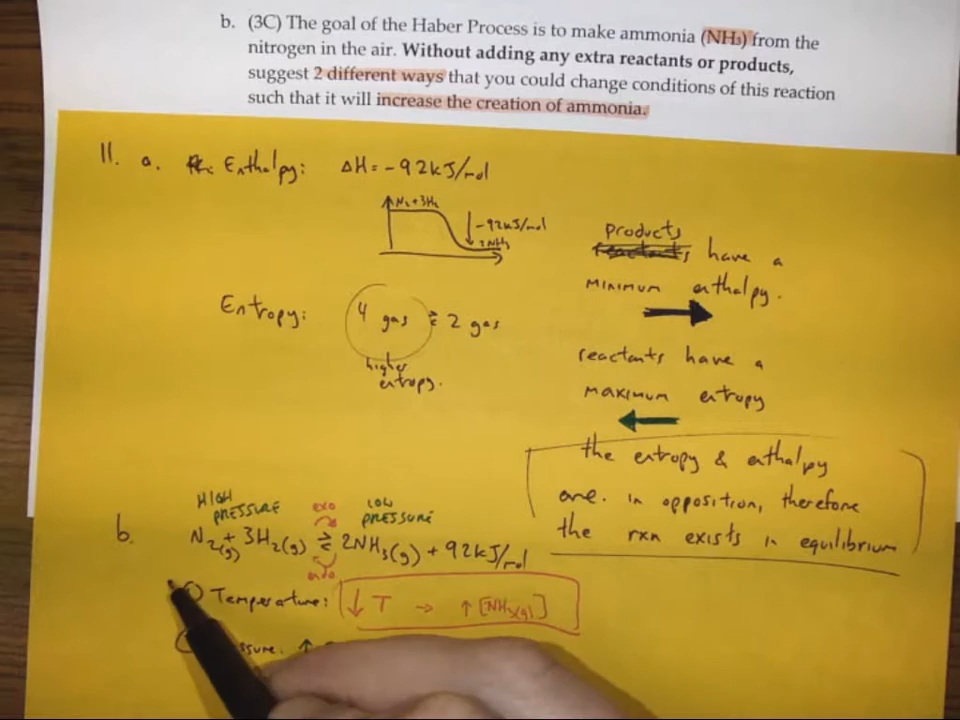 b. (3C) The goal of the Haber Process is to make ammonia (NH₃) from the
nitrogen in the air. Without adding any extra reactants or products,
suggest 2 different ways that you could change conditions of this reaction
such that it will increase the creation of ammonia.
11. a. Enthalpy: ΔH = -92kJ/mol
N₂ + 3H₂
-92kJ/mol
2NH₃
products
reactants have a
minimum enthalpy.
Entropy: 4 gas ⇌ 2 gas
higher
entropy.
reactants have a
maximum entropy
the entropy & enthalpy
are. in opposition, therefore
the rxn exists in equilibrium
HIGH
PRESSURE
exo
LOW
PRESSURE
b. N₂(g) + 3H₂(g) ⇌ 2NH₃(g) + 92kJ/mol
endo
① Temperature: ↓ T → ↑ [NH₃(g)]